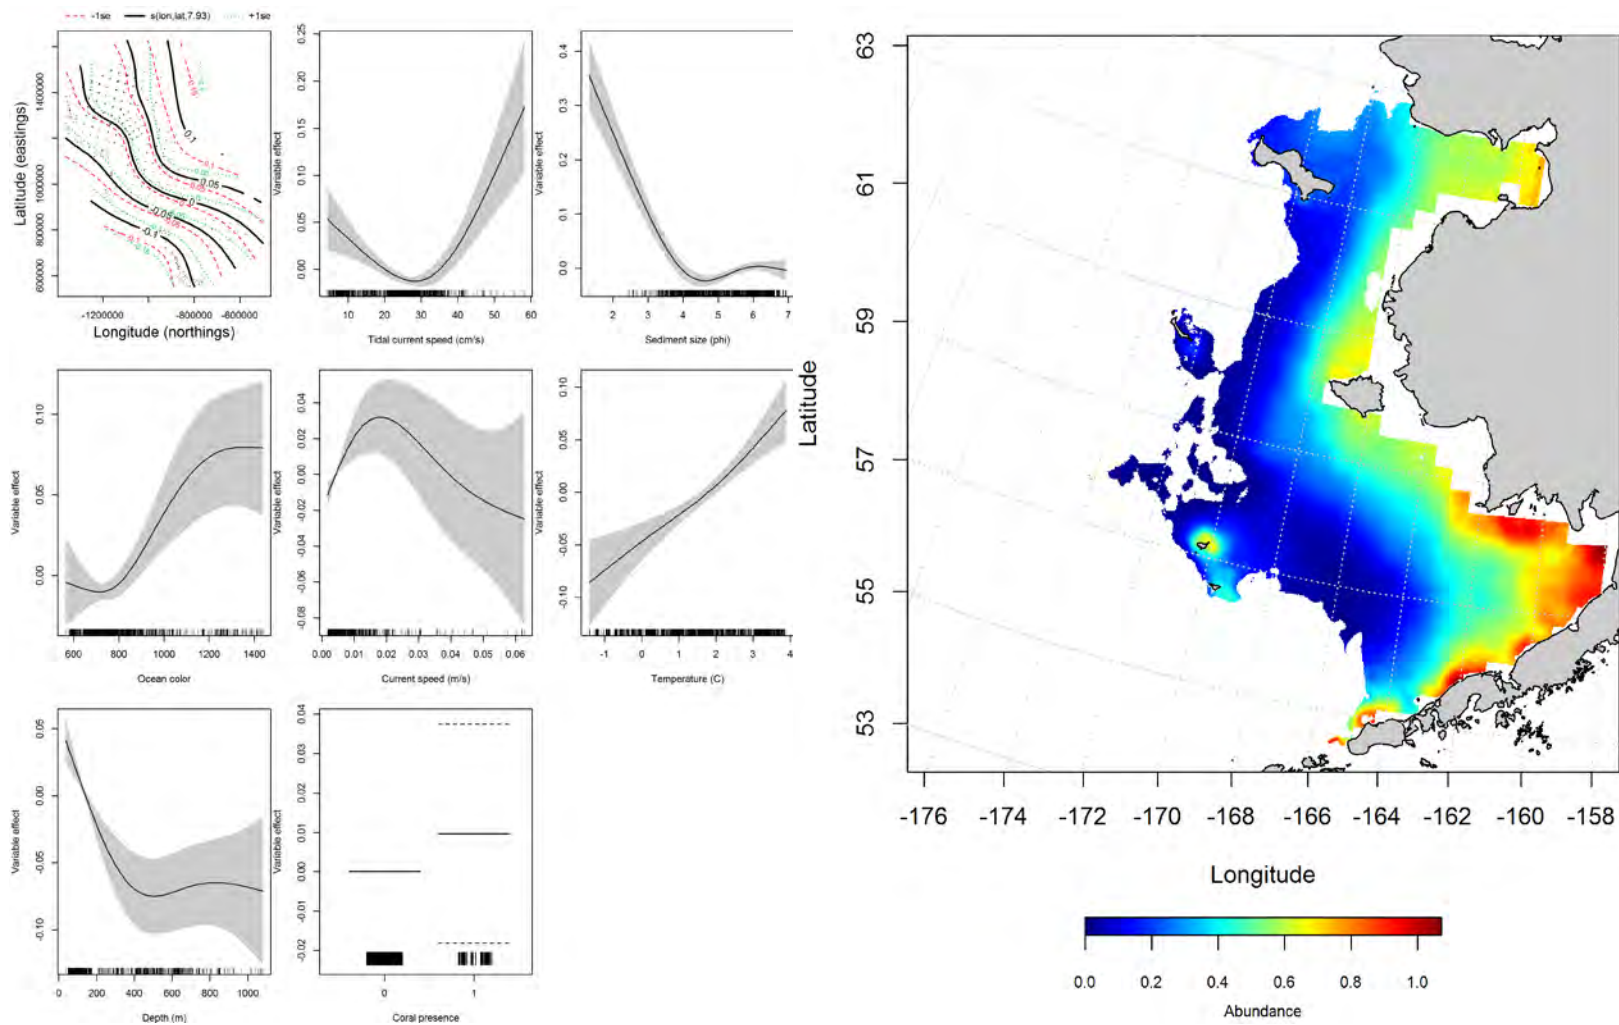 -1se s(lon,lat,7.93) +1se
Latitude (eastings)
600000 800000 1000000 1400000
0.1
0.05
0
-0.05
-0.1
-1200000 -800000 -600000
Longitude (northings)
Variable effect
0.00 0.05 0.10 0.15 0.20 0.25
10 20 30 40 50 60
Tidal current speed (cm/s)
Variable effect
0.0 0.1 0.2 0.3 0.4
2 3 4 5 6 7
Sediment size (phi)
Variable effect
0.00 0.05 0.10
600 800 1000 1200 1400
Ocean color
Variable effect
-0.08 -0.06 -0.04 -0.02 0.00 0.02 0.04
0.00 0.01 0.02 0.03 0.04 0.05 0.06
Current speed (m/s)
Variable effect
-0.10 -0.05 0.00 0.05 0.10
-1 0 1 2 3 4
Temperature (C)
Variable effect
-0.10 -0.05 0.00 0.05
0 200 400 600 800 1000
Depth (m)
Variable effect
-0.02 -0.01 0.00 0.01 0.02 0.03 0.04
0 1
Coral presence
Latitude
63
61
59
57
55
53
-176 -174 -172 -170 -168 -166 -164 -162 -160 -158
Longitude
0.0 0.2 0.4 0.6 0.8 1.0
Abundance